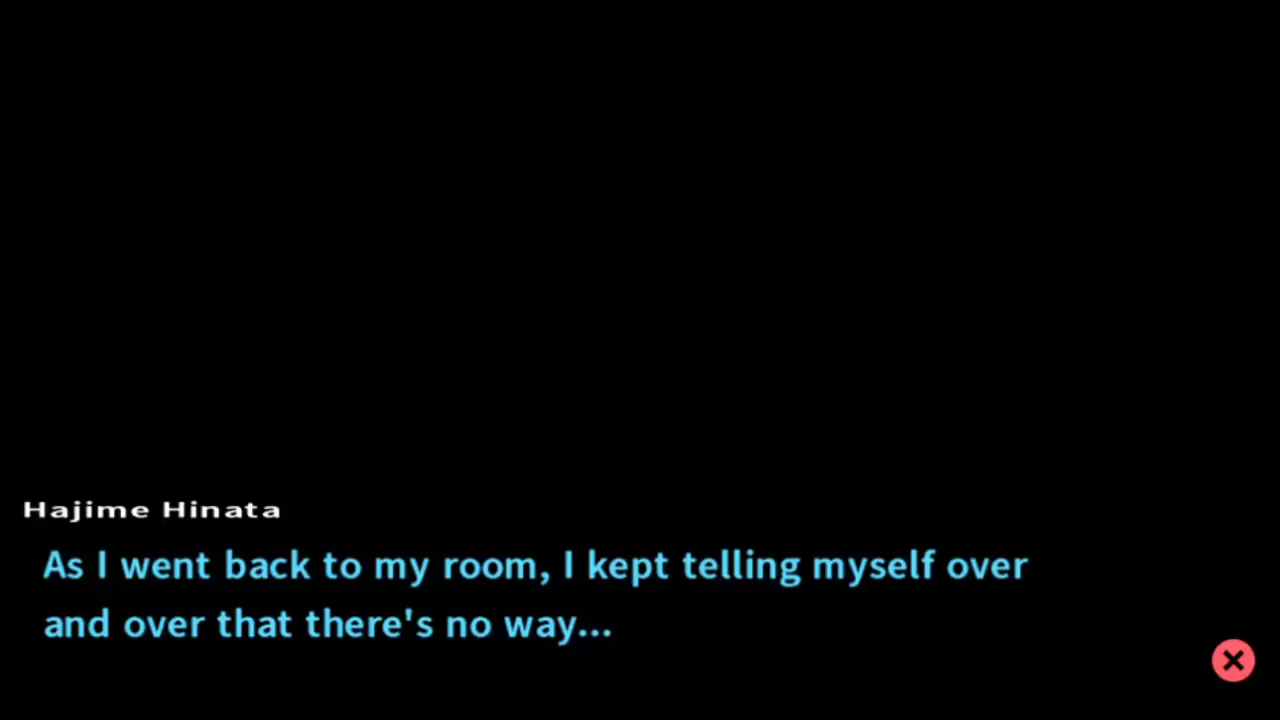 Hajime Hinata
As I went back to my room, I kept telling myself over
and over that there's no way...